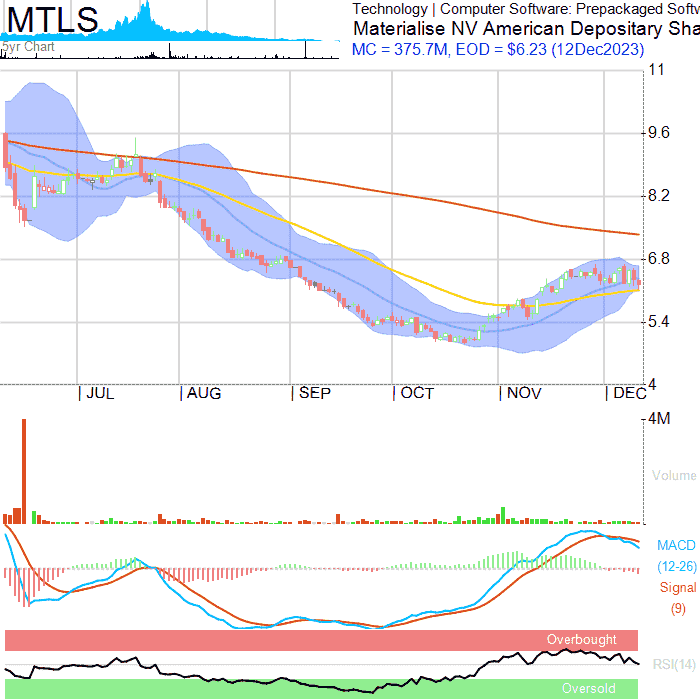 MTLS
5yr Chart
Technology | Computer Software: Prepackaged Softw
Materialise NV American Depositary Sha
MC = 375.7M, EOD = $6.23 (12Dec2023)
11
9.6
8.2
6.8
5.4
4
JUL AUG SEP OCT NOV DEC
4M
Volume
MACD
(12-26)
Signal
(9)
Overbought
RSI(14)
Oversold